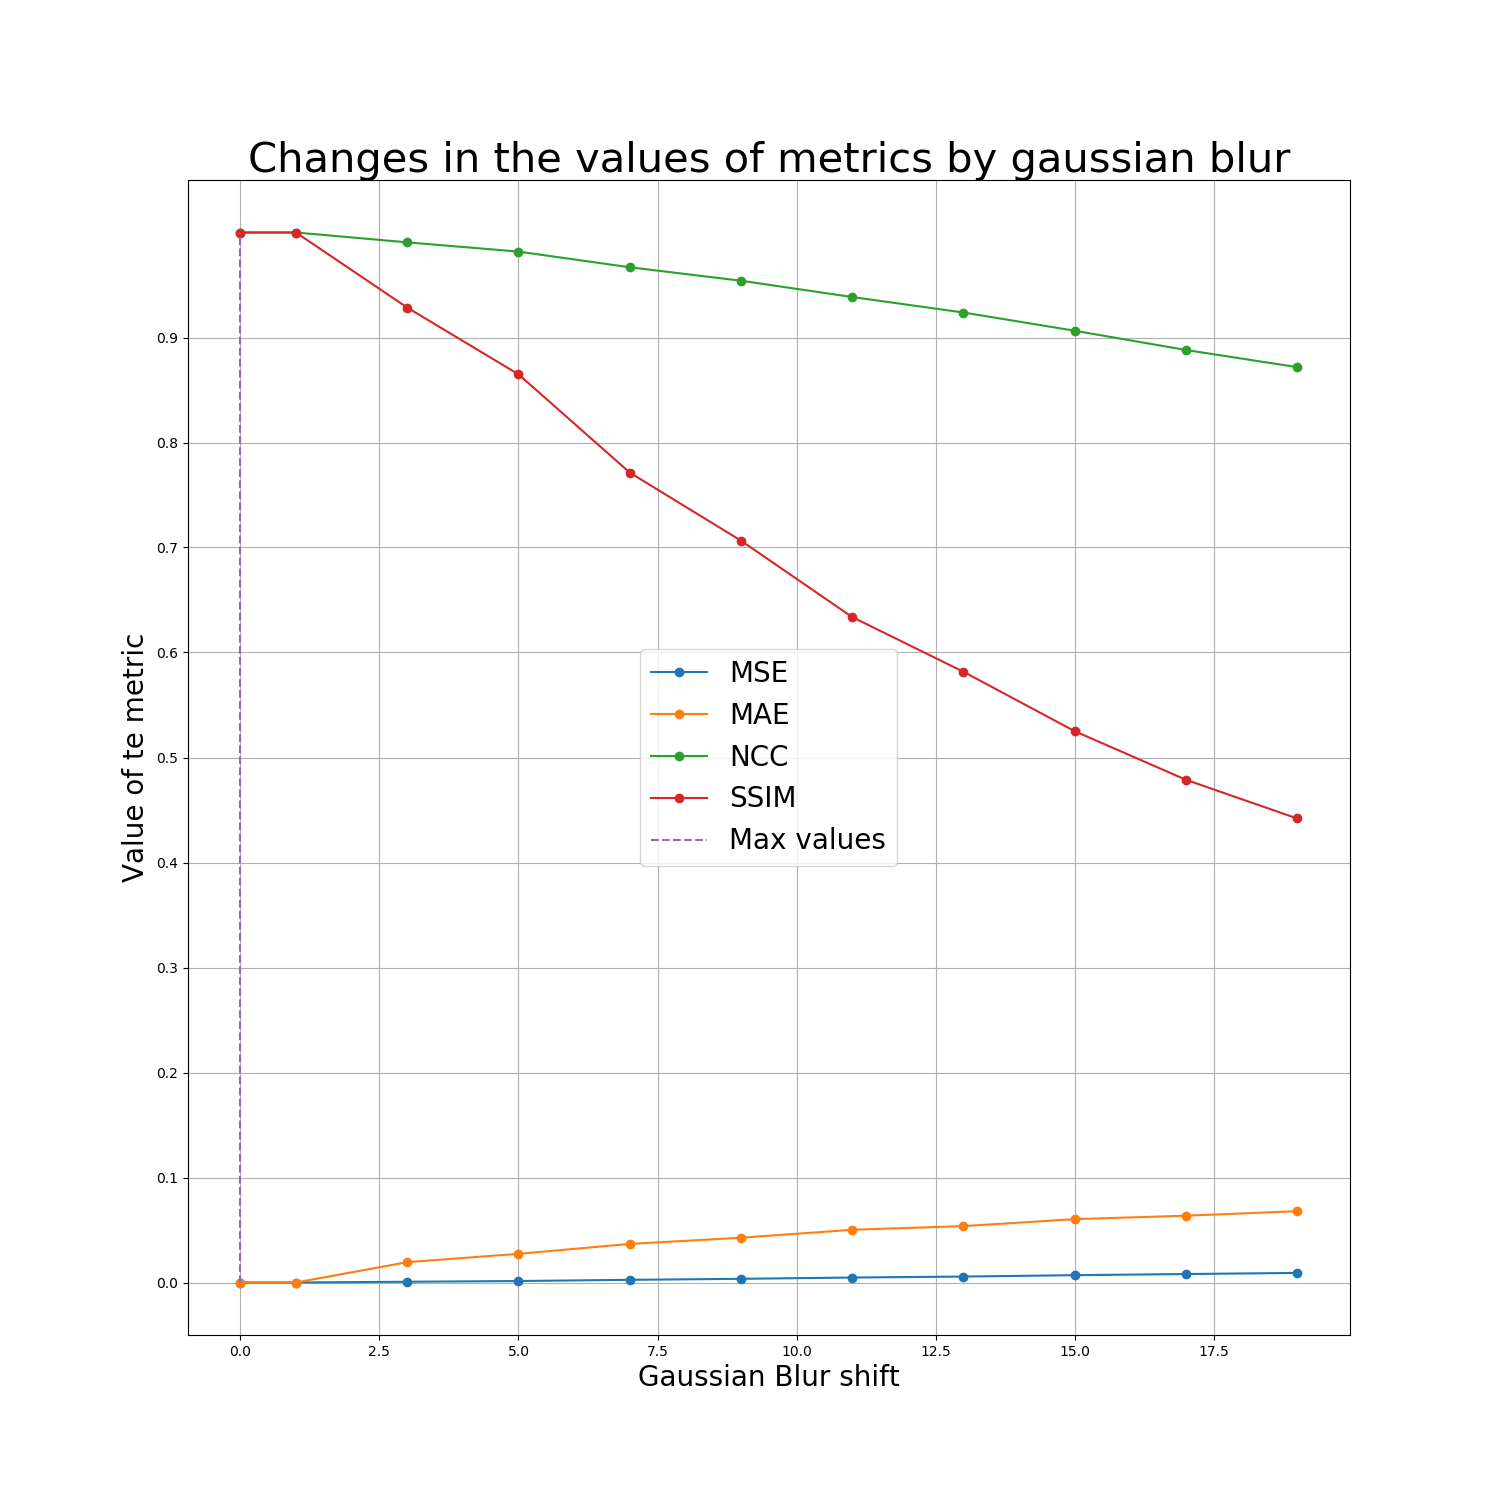 Changes in the values of metrics by gaussian blur
0.9
0.8
0.7
0.6
0.5
0.4
0.3
0.2
0.1
0.0
Value of te metric
MSE
MAE
NCC
SSIM
Max values
0.0 2.5 5.0 7.5 10.0 12.5 15.0 17.5
Gaussian Blur shift